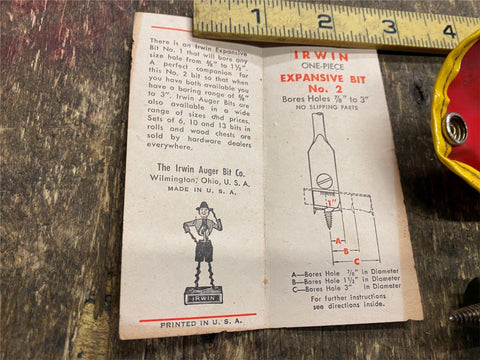 1 2 3 4
There is an Irwin Expansive
Bit No. 1 that will bore any
size hole from ⅝" to 1½".
A perfect companion for
this No. 2 bit so that when
you have both available you
have a boring range of ⅝"
to 3". Irwin Auger Bits are
also available in a wide
range of sizes and prices.
Sets of 6, 10 and 13 bits in
rolls and wood chests are
sold by hardware dealers
everywhere.
The Irwin Auger Bit Co.
Wilmington, Ohio, U. S. A.
MADE IN U. S. A.
IRWIN
PRINTED IN U. S. A.
IRWIN
ONE-PIECE
EXPANSIVE BIT
No. 2
Bores Holes ⅞" to 3"
NO SLIPPING PARTS
1"
A
B
C
A—Bores Hole ⅞" in Diameter
B—Bores Hole 1½" in Diameter
C—Bores Hole 3" in Diameter
For further instructions
see directions inside.